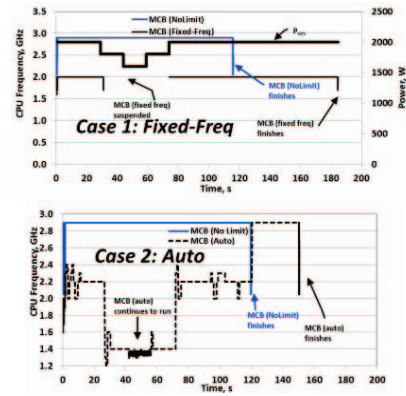 MCB (NoLimit)
MCB (Fixed-Freq)
CPU Frequency, GHz
3.5
3.0
2.5
2.0
1.5
1.0
0.5
0.0
2500
2000
1500
1000
500
0
Power, W
P
MCB (NoLimit)
finishes
MCB (fixed freq)
suspended
MCB (fixed freq)
finishes
Case 1: Fixed-Freq
0 20 40 60 80 100 120 140 160 180 200
Time, s
CPU Frequency, GHz
3.0
2.8
2.6
2.4
2.2
2.0
1.8
1.6
1.4
1.2
1.0
MCB (No Limit)
MCB (Auto)
Case 2: Auto
MCB (auto)
continues to run
MCB (NoLimit)
finishes
MCB (auto)
finishes
0 20 40 60 80 100 120 140 160 180 200
Time, s